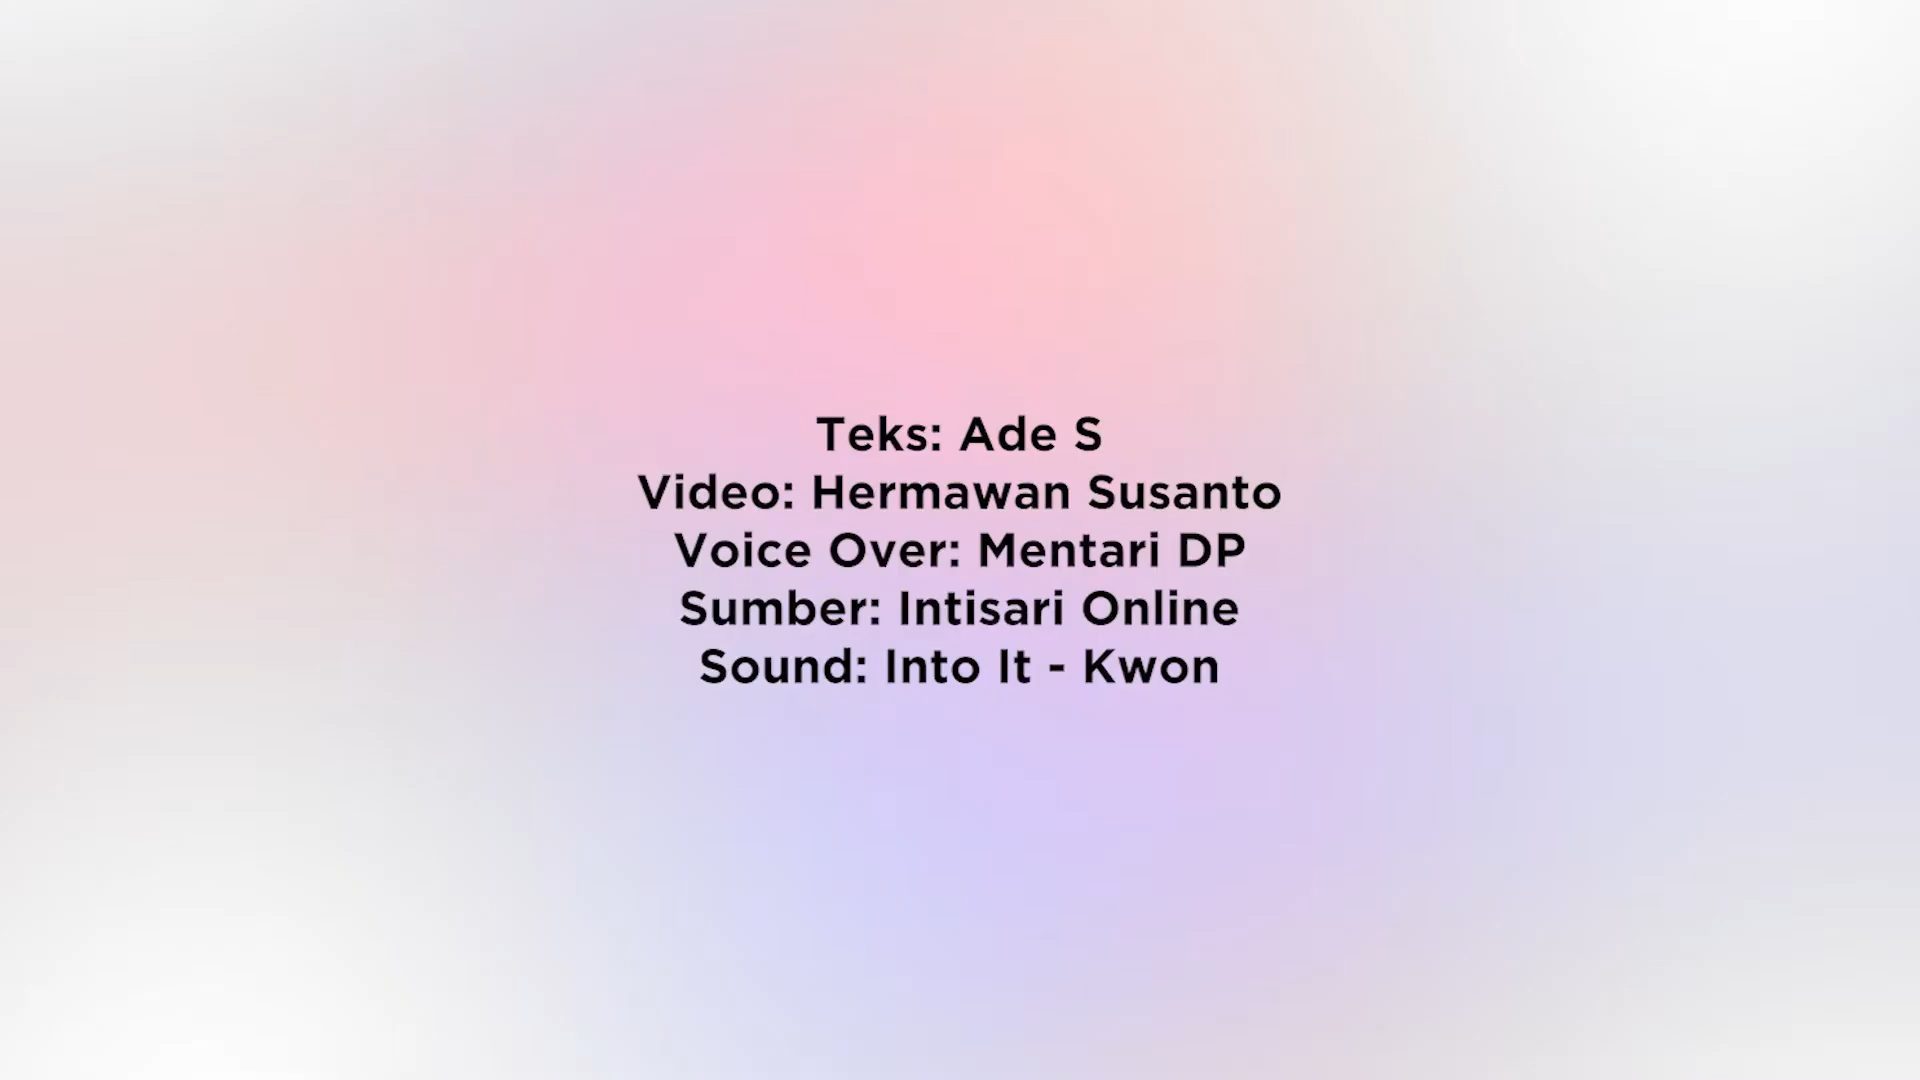 Teks: Ade S
Video: Hermawan Susanto
Voice Over: Mentari DP
Sumber: Intisari Online
Sound: Into It - Kwon